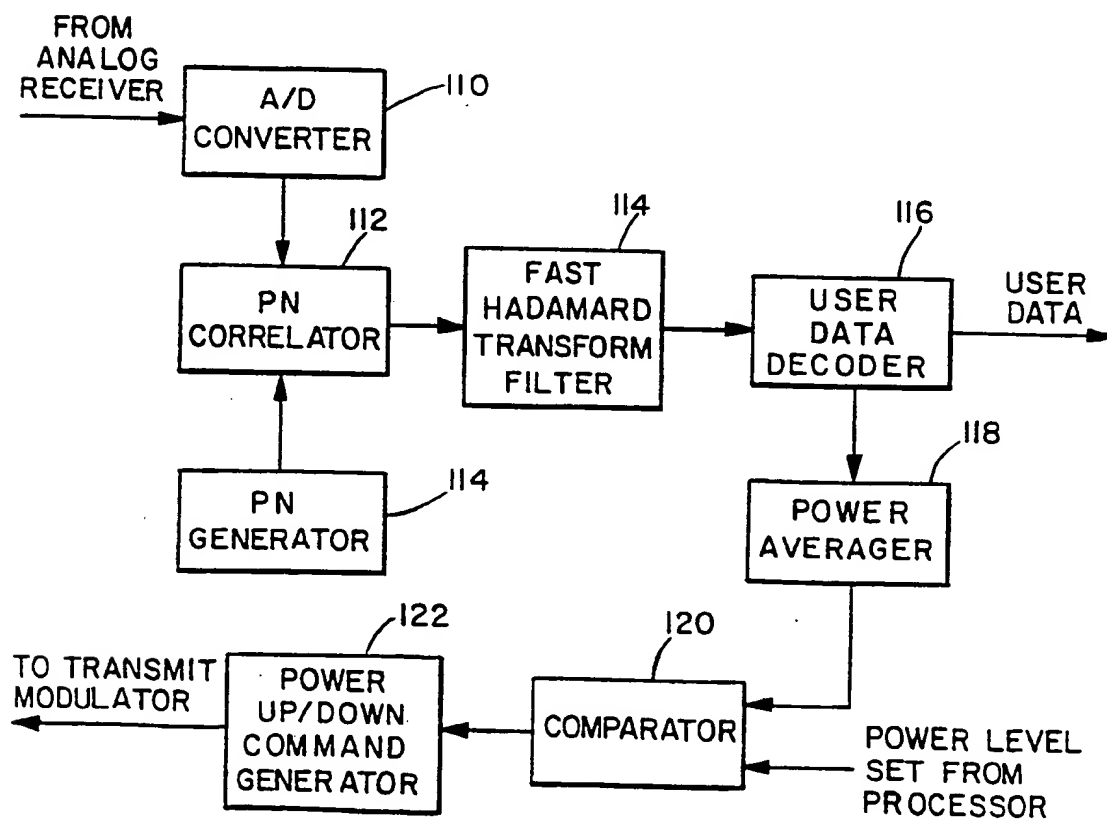 FROM
ANALOG
RECEIVER
A/D
CONVERTER
110
112
PN
CORRELATOR
114
FAST
HADAMARD
TRANSFORM
FILTER
116
USER
DATA
DECODER
USER
DATA
PN
GENERATOR
114
118
POWER
AVERAGER
TO TRANSMIT
MODULATOR
122
POWER
UP/DOWN
COMMAND
GENERATOR
120
COMPARATOR
POWER LEVEL
SET FROM
PROCESSOR